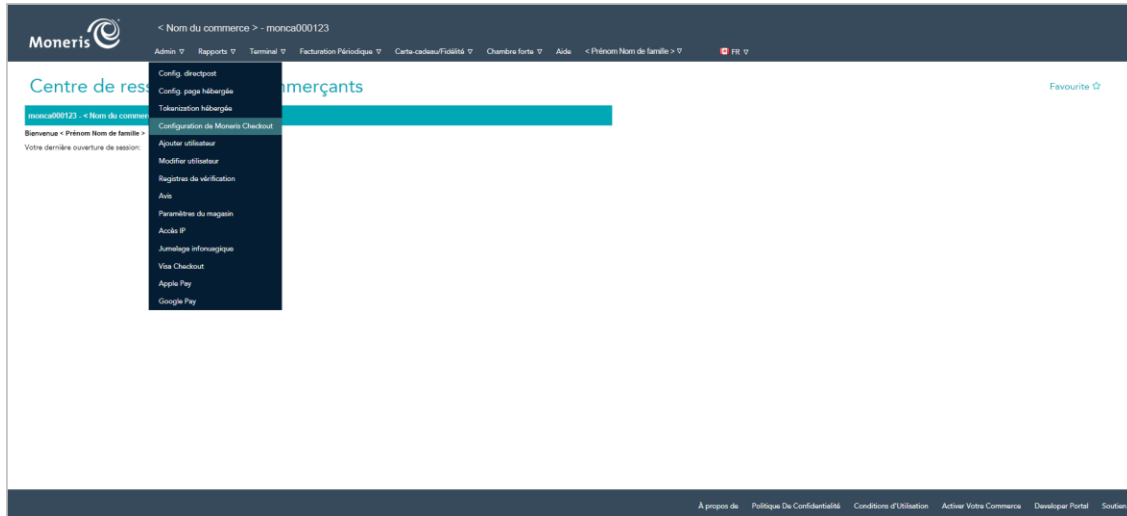 Moneris
< Nom du commerce > - monca000123
Admin ▽ Rapports ▽ Terminal ▽ Facturation Périodique ▽ Carte-cadeau/Fidélité ▽ Chambre forte ▽ Aide < Prénom Nom de famille > ▽ FR ▽
Centre de ress
mmerçants
Favourite ☆
monca000123 - < Nom du commer
Bienvenue < Prénom Nom de famille >
Votre dernière ouverture de session:
Config. directpost
Config. page hébergée
Tokenization hébergée
Configuration de Moneris Checkout
Ajouter utilisateur
Modifier utilisateur
Registres de vérification
Avis
Paramètres du magasin
Accès IP
Jumelage infonuagique
Visa Checkout
Apple Pay
Google Pay
À propos de Politique De Confidentialité Conditions d'Utilisation Activer Votre Commerce Developer Portal Soutien